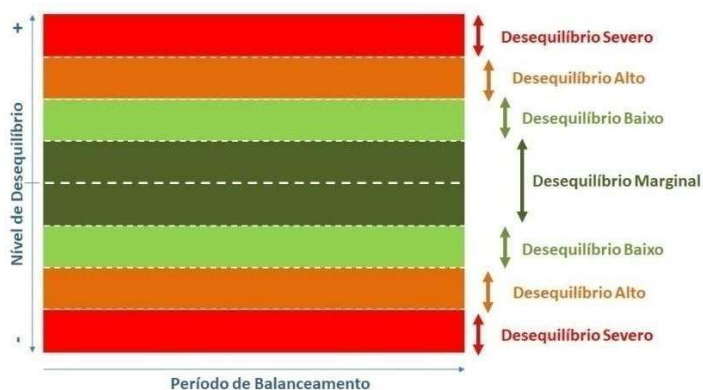 +
Nível de Desequilíbrio
-
Desequilíbrio Severo
Desequilíbrio Alto
Desequilíbrio Baixo
Desequilíbrio Marginal
Desequilíbrio Baixo
Desequilíbrio Alto
Desequilíbrio Severo
Período de Balanceamento